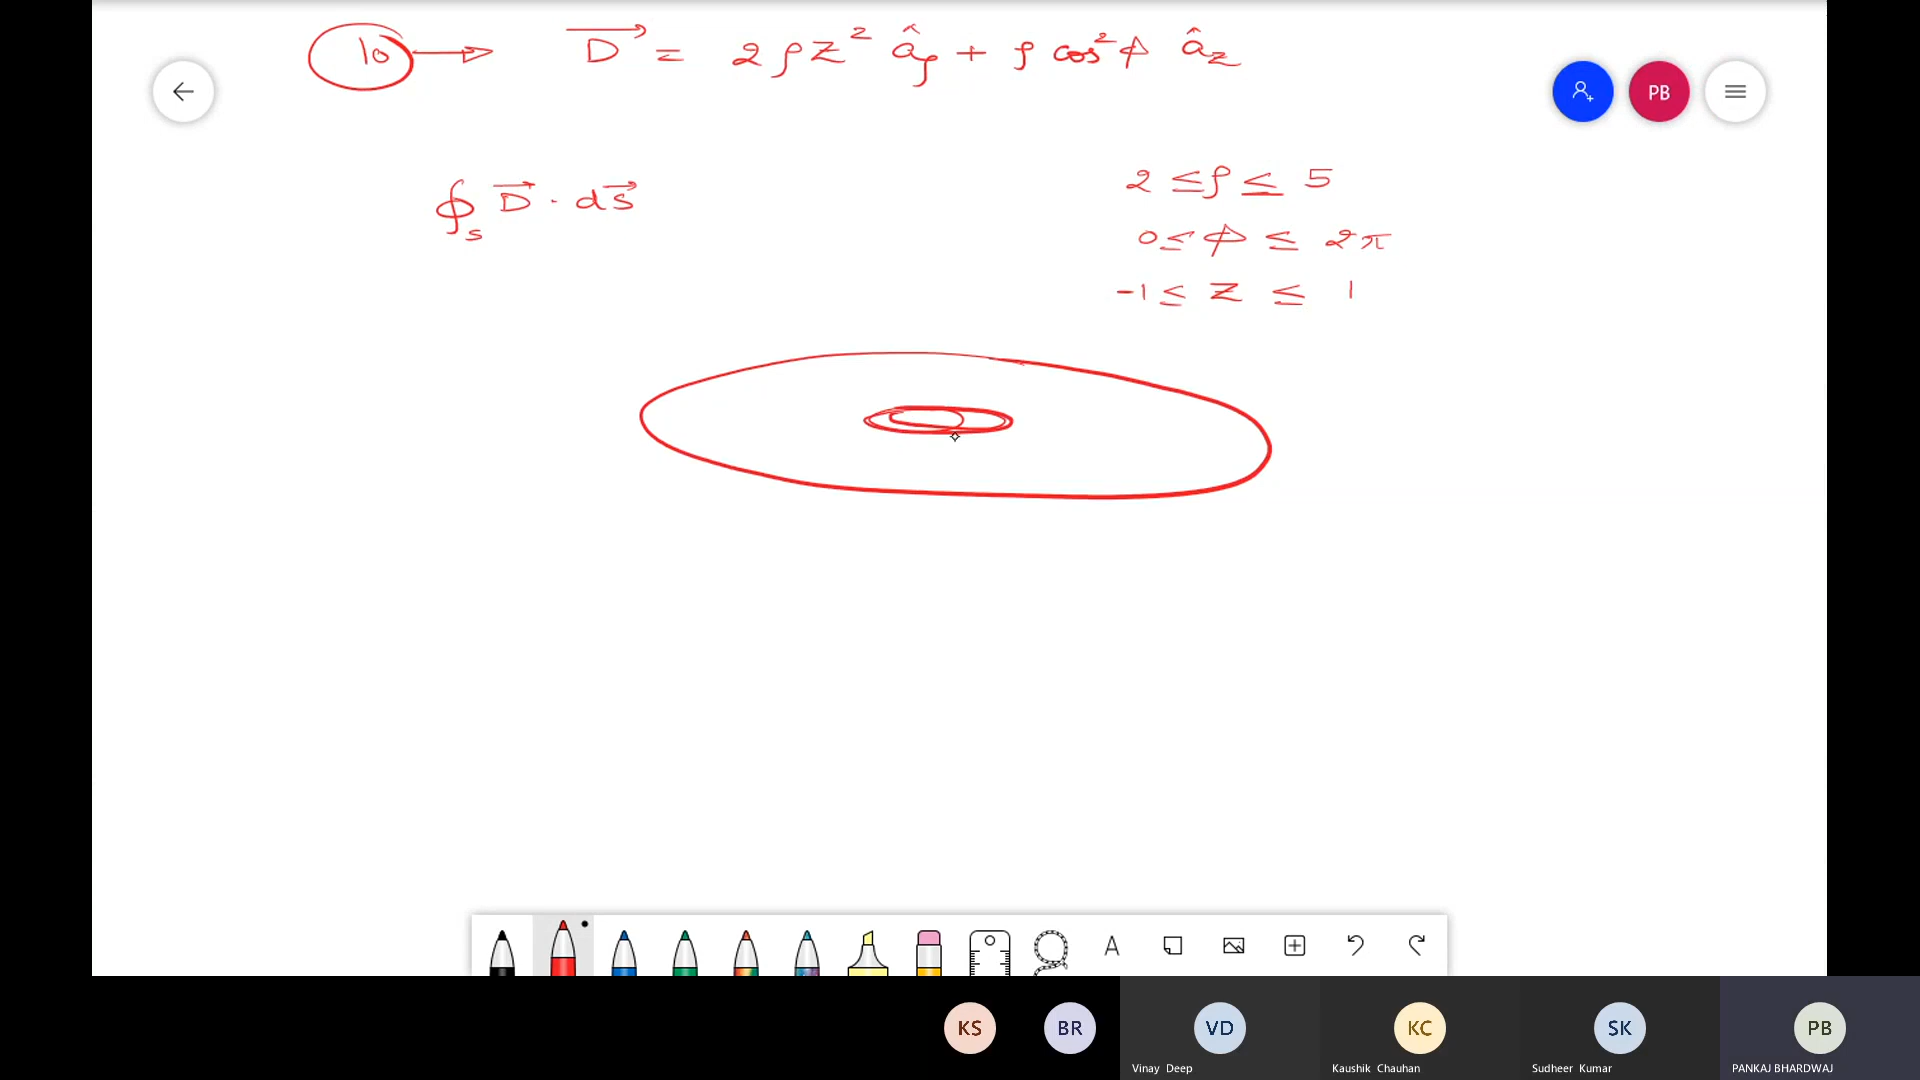 10 → D⃗ = 2ρz² âρ + ρ cos²φ âz
PB
∮s D⃗ · dS⃗
2 ≤ ρ ≤ 5
0 ≤ φ ≤ 2π
-1 ≤ z ≤ 1
A
KS BR VD KC SK PB
Vinay Deep Kaushik Chauhan Sudheer Kumar PANKAJ BHARDWAJ